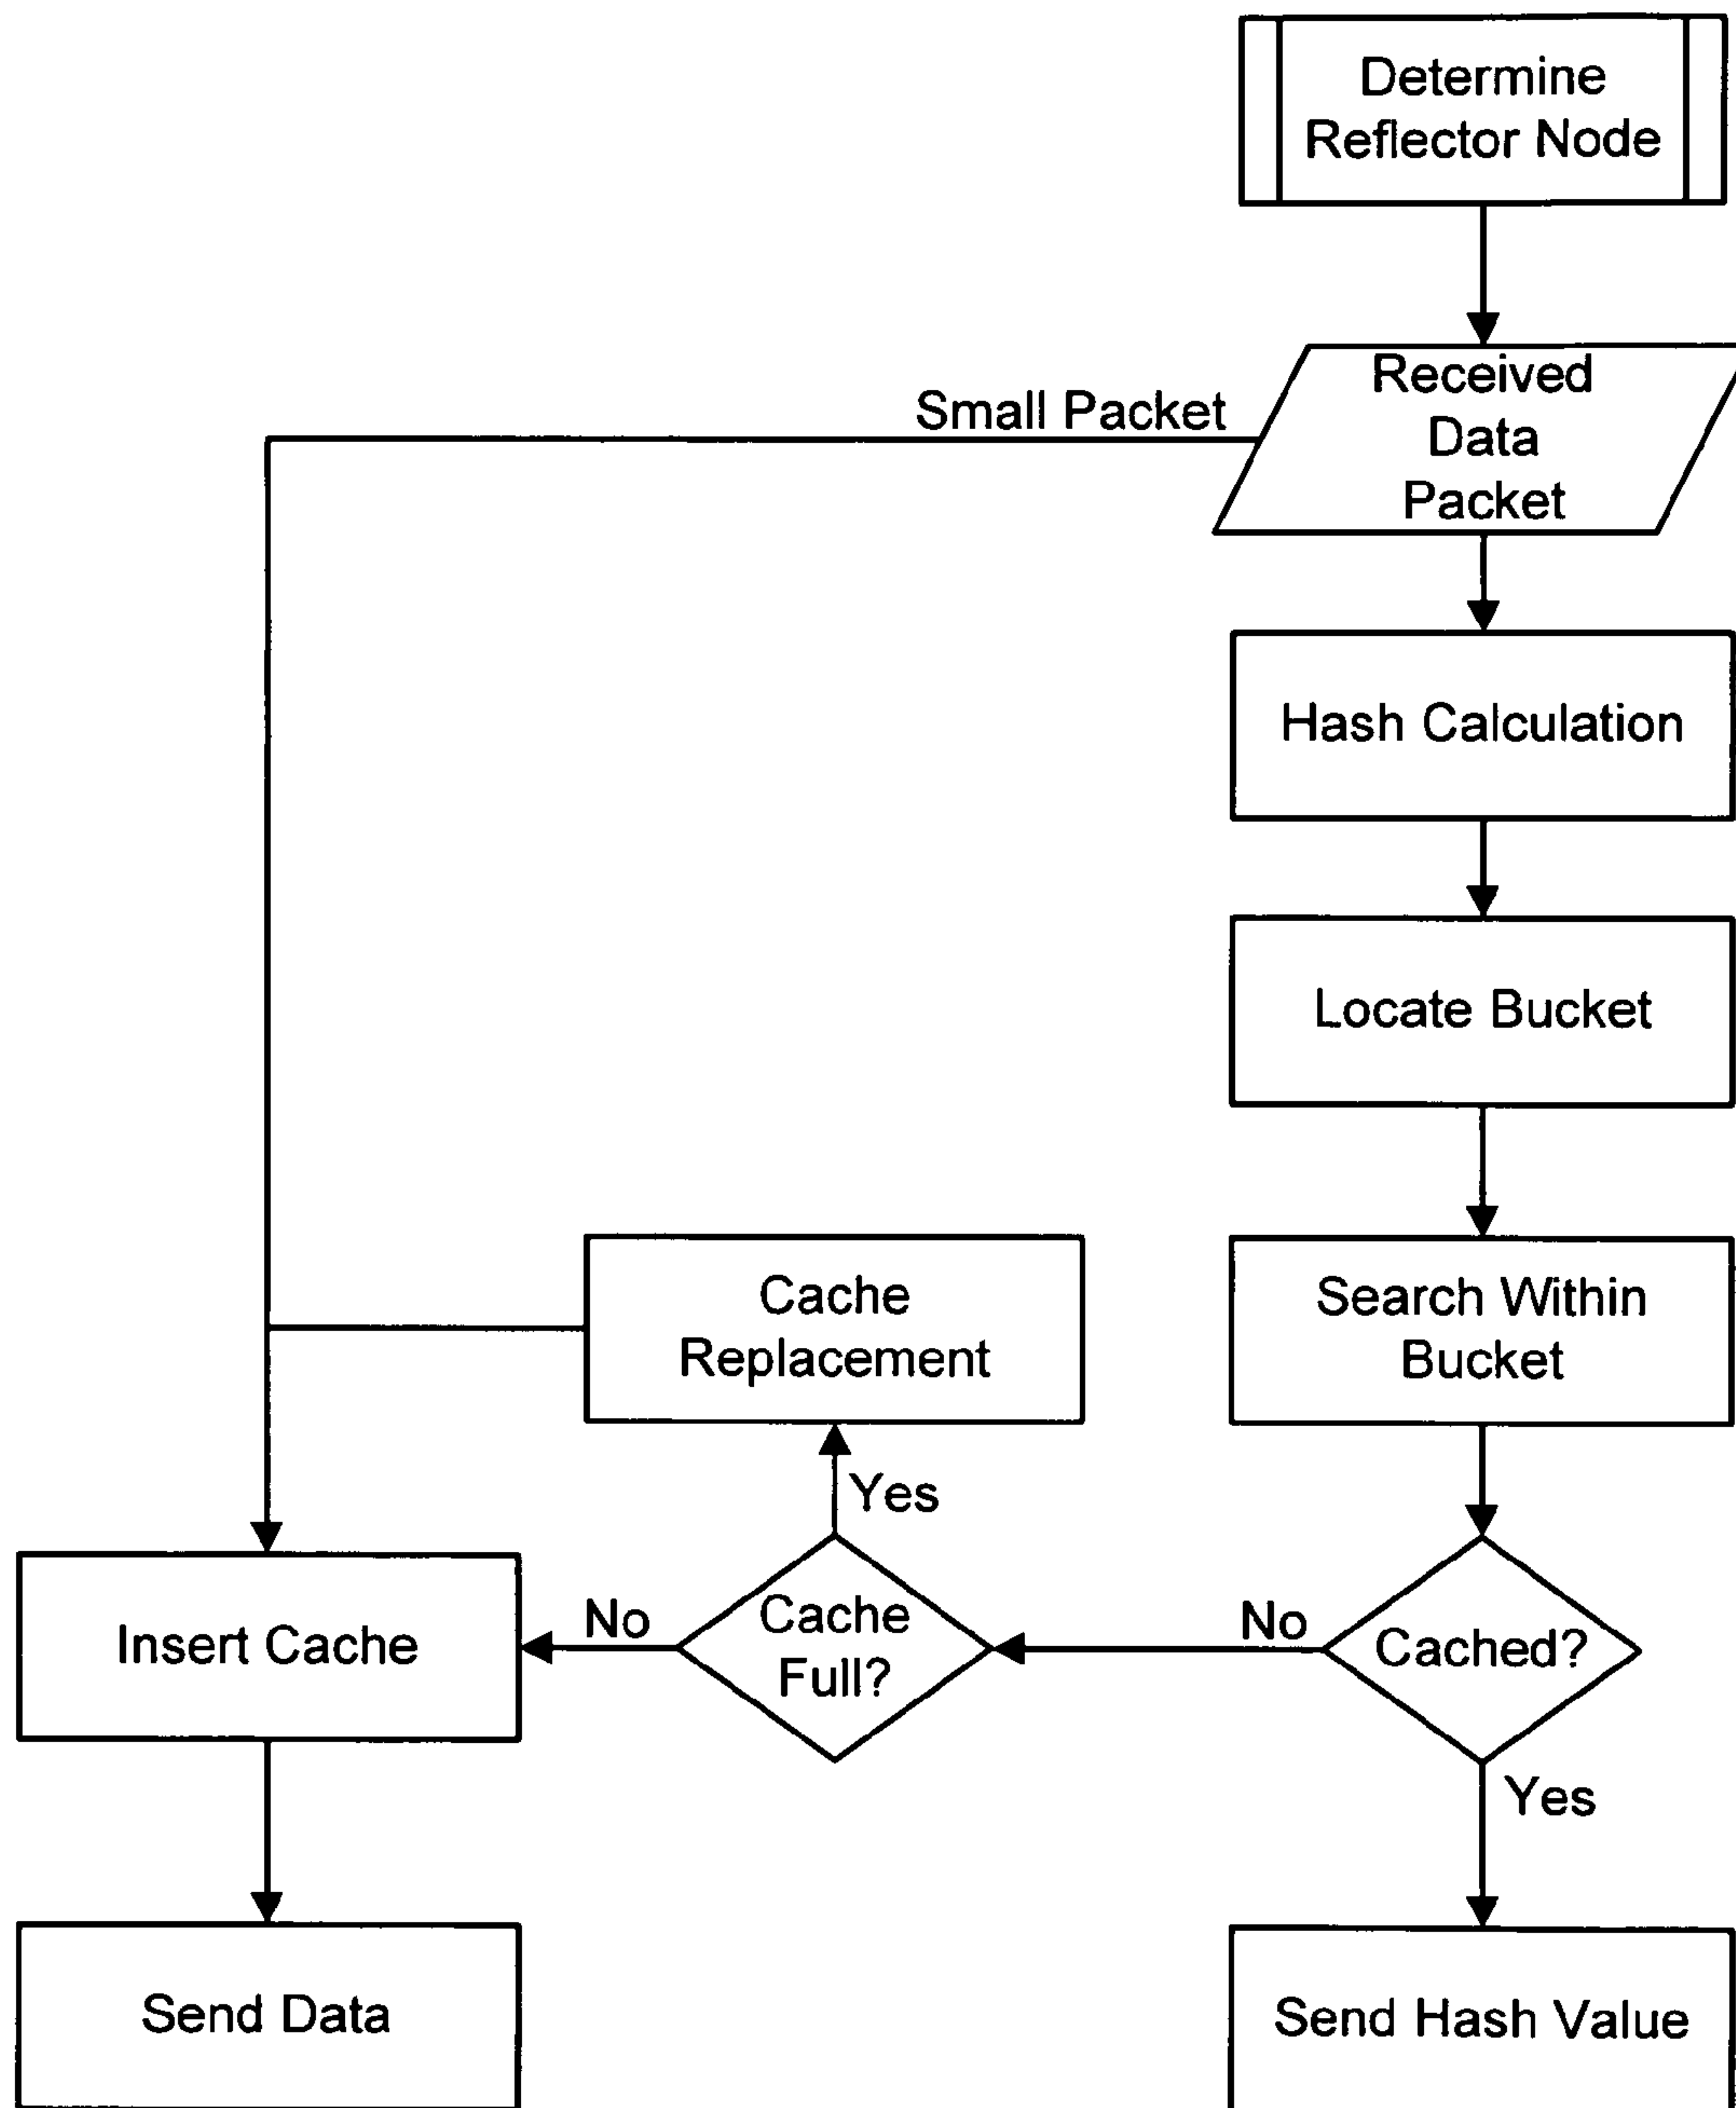 Determine
Reflector Node
Small Packet
Received
Data
Packet
Hash Calculation
Locate Bucket
Search Within
Bucket
Cache
Replacement
Yes
Insert Cache
No
Cache
Full?
No
Cached?
Yes
Send Data
Send Hash Value